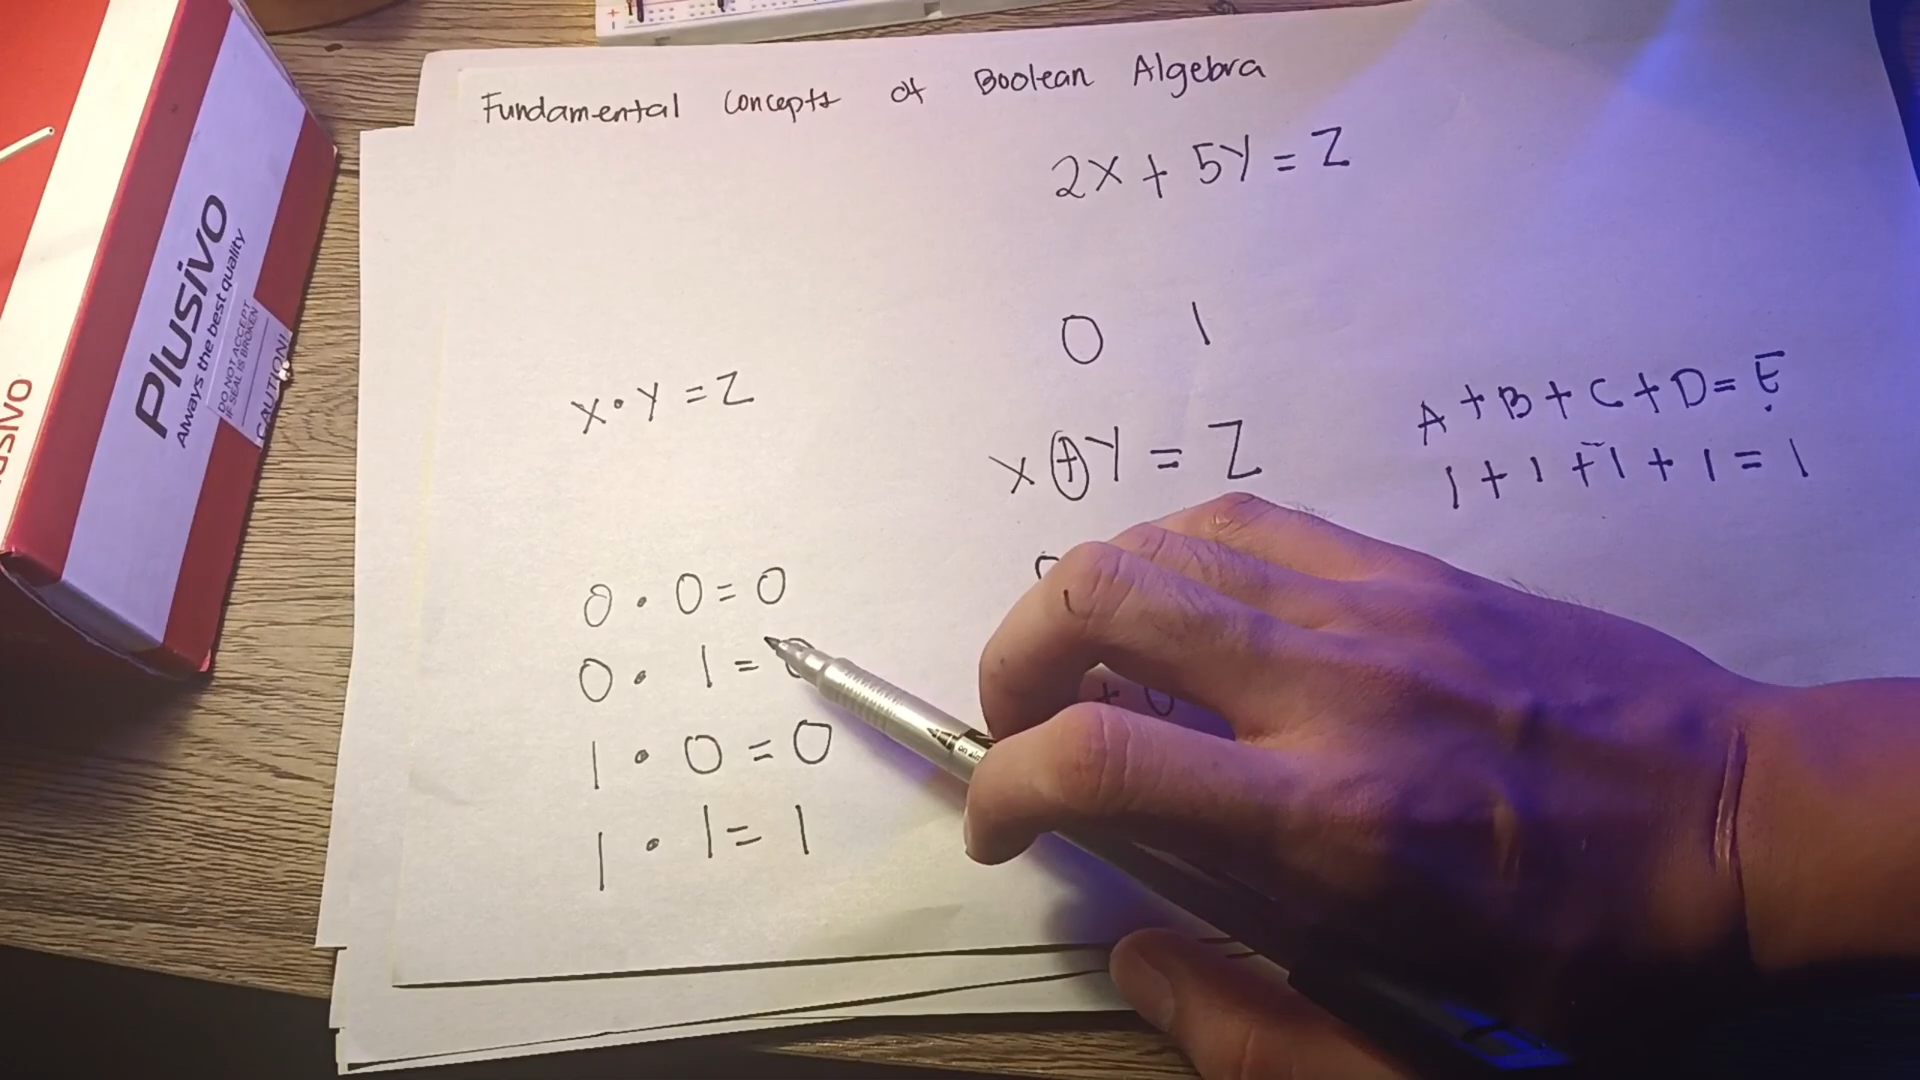 Fundamental Concepts of Boolean Algebra
2X + 5Y = Z
0 1
X • Y = Z
X ⊕ Y = Z
A + B + C + D = E
1 + 1 + 1 + 1 = 1
0 • 0 = 0
0 • 1 = 0
1 • 0 = 0
1 • 1 = 1
+ 0
Plusivo
Always the best quality
DO NOT ACCEPT
IF SEAL IS BROKEN
CAUTION!